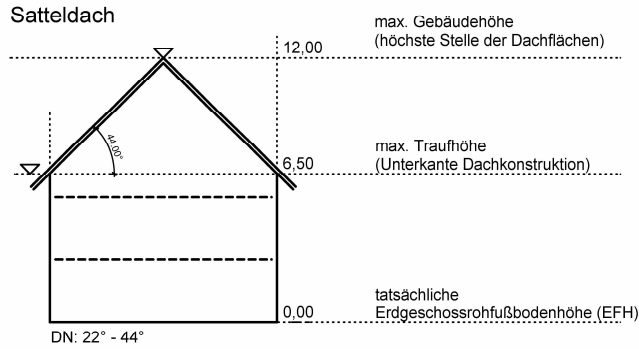 Satteldach
max. Gebäudehöhe
12,00
(höchste Stelle der Dachflächen)
44,00°
max. Traufhöhe
6,50
(Unterkante Dachkonstruktion)
tatsächliche
0,00
Erdgeschossrohfußbodenhöhe (EFH)
DN: 22° - 44°